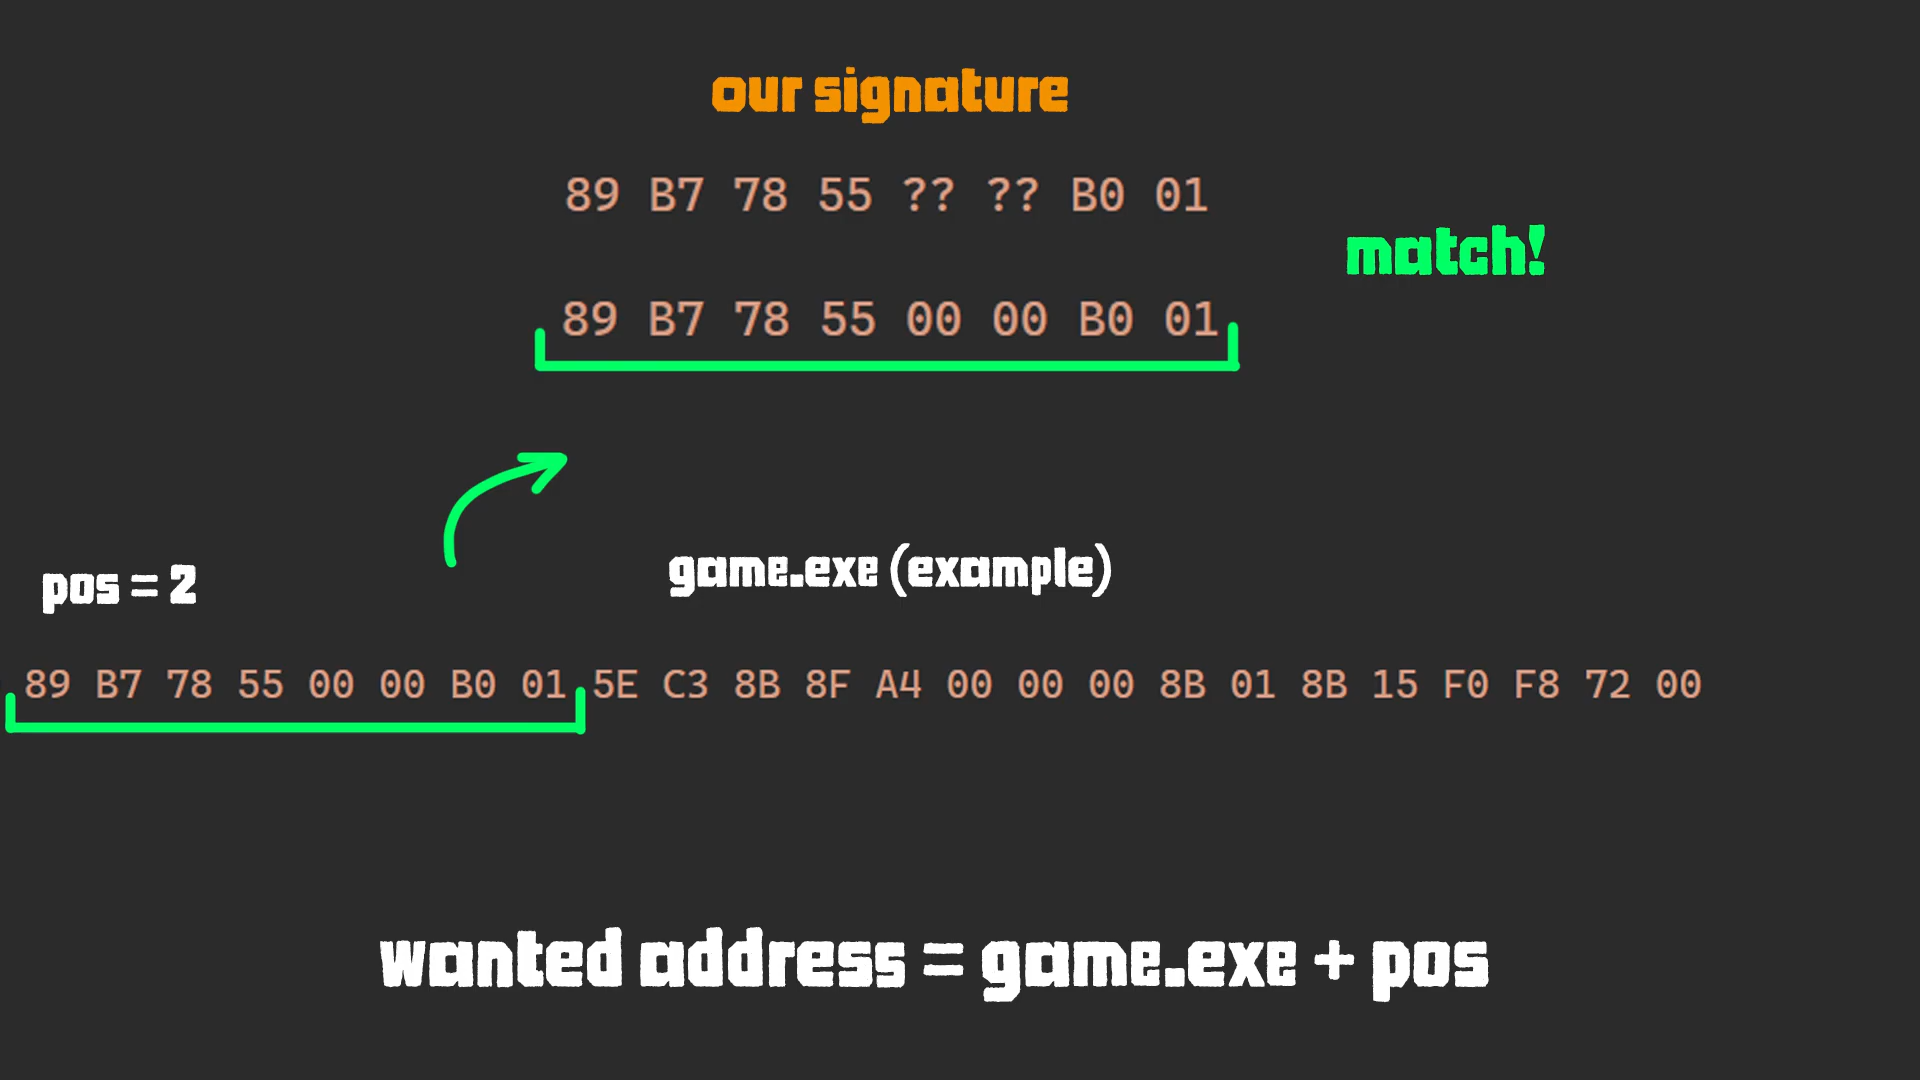 our signature
89 B7 78 55 ?? ?? B0 01
match!
89 B7 78 55 00 00 B0 01
pos = 2
game.exe (example)
89 B7 78 55 00 00 B0 01 5E C3 8B 8F A4 00 00 00 8B 01 8B 15 F0 F8 72 00
wanted address = game.exe + pos